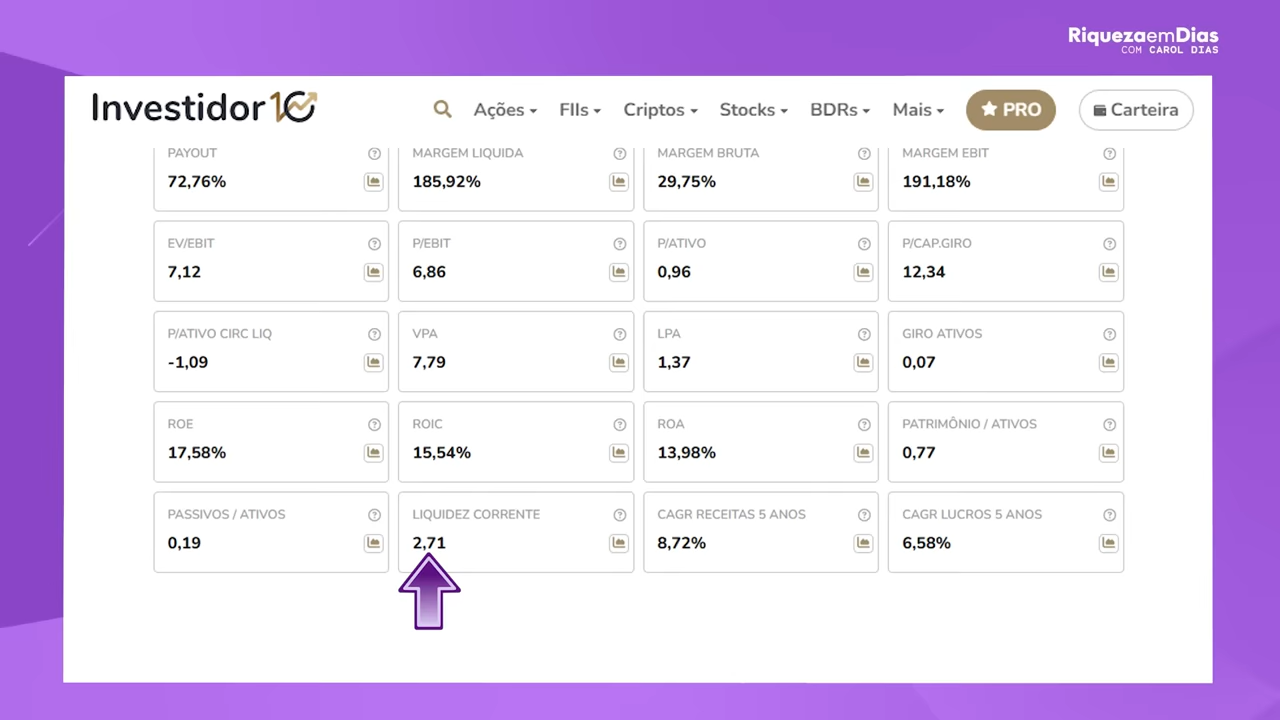 RiquezaemDias
COM CAROL DIAS
Investidor10
Ações
FIIs
Criptos
Stocks
BDRs
Mais
PRO
Carteira
PAYOUT
72,76%
MARGEM LÍQUIDA
185,92%
MARGEM BRUTA
29,75%
MARGEM EBIT
191,18%
EV/EBIT
7,12
P/EBIT
6,86
P/ATIVO
0,96
P/CAP.GIRO
12,34
P/ATIVO CIRC LIQ
-1,09
VPA
7,79
LPA
1,37
GIRO ATIVOS
0,07
ROE
17,58%
ROIC
15,54%
ROA
13,98%
PATRIMÔNIO / ATIVOS
0,77
PASSIVOS / ATIVOS
0,19
LIQUIDEZ CORRENTE
2,71
CAGR RECEITAS 5 ANOS
8,72%
CAGR LUCROS 5 ANOS
6,58%